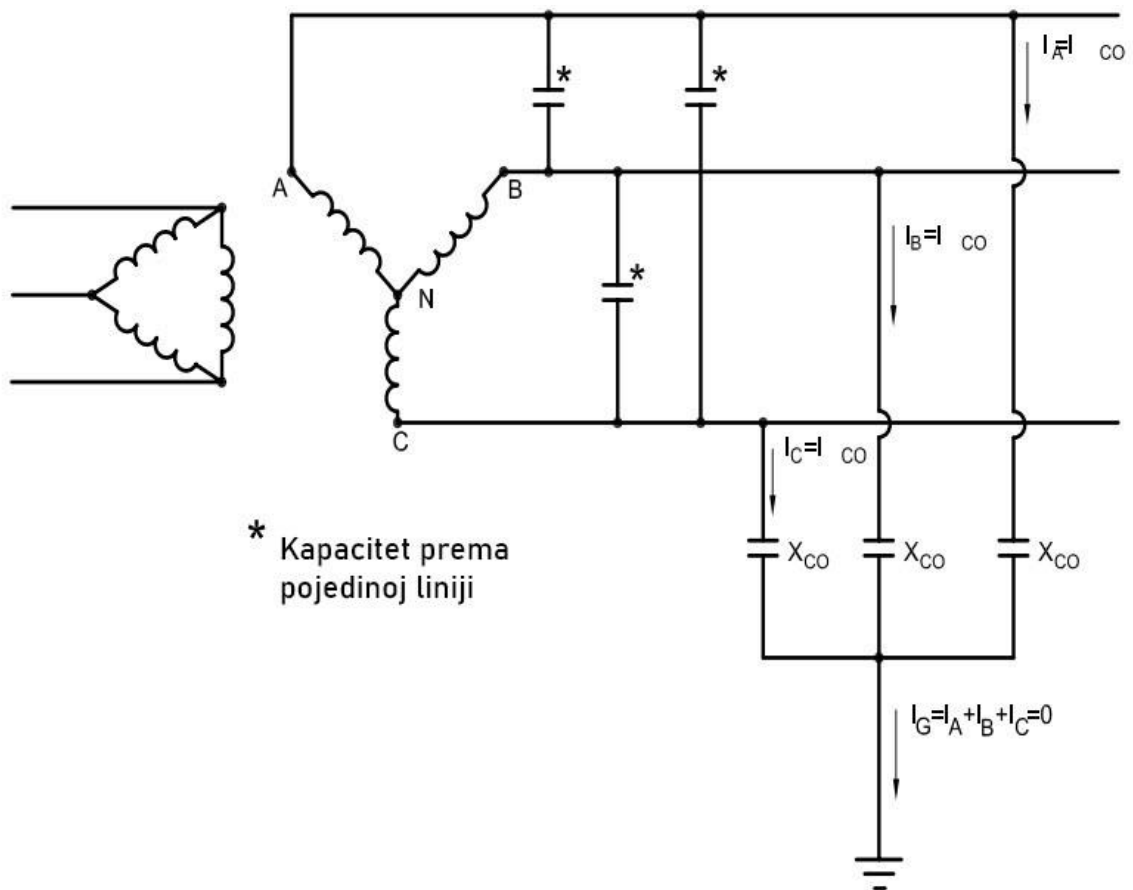 I_A=I_CO
A
B
I_B=I_CO
N
C
I_C=I_CO
* Kapacitet prema
pojedinoj liniji
X_CO
X_CO
X_CO
I_G=I_A+I_B+I_C=0
*
*
*